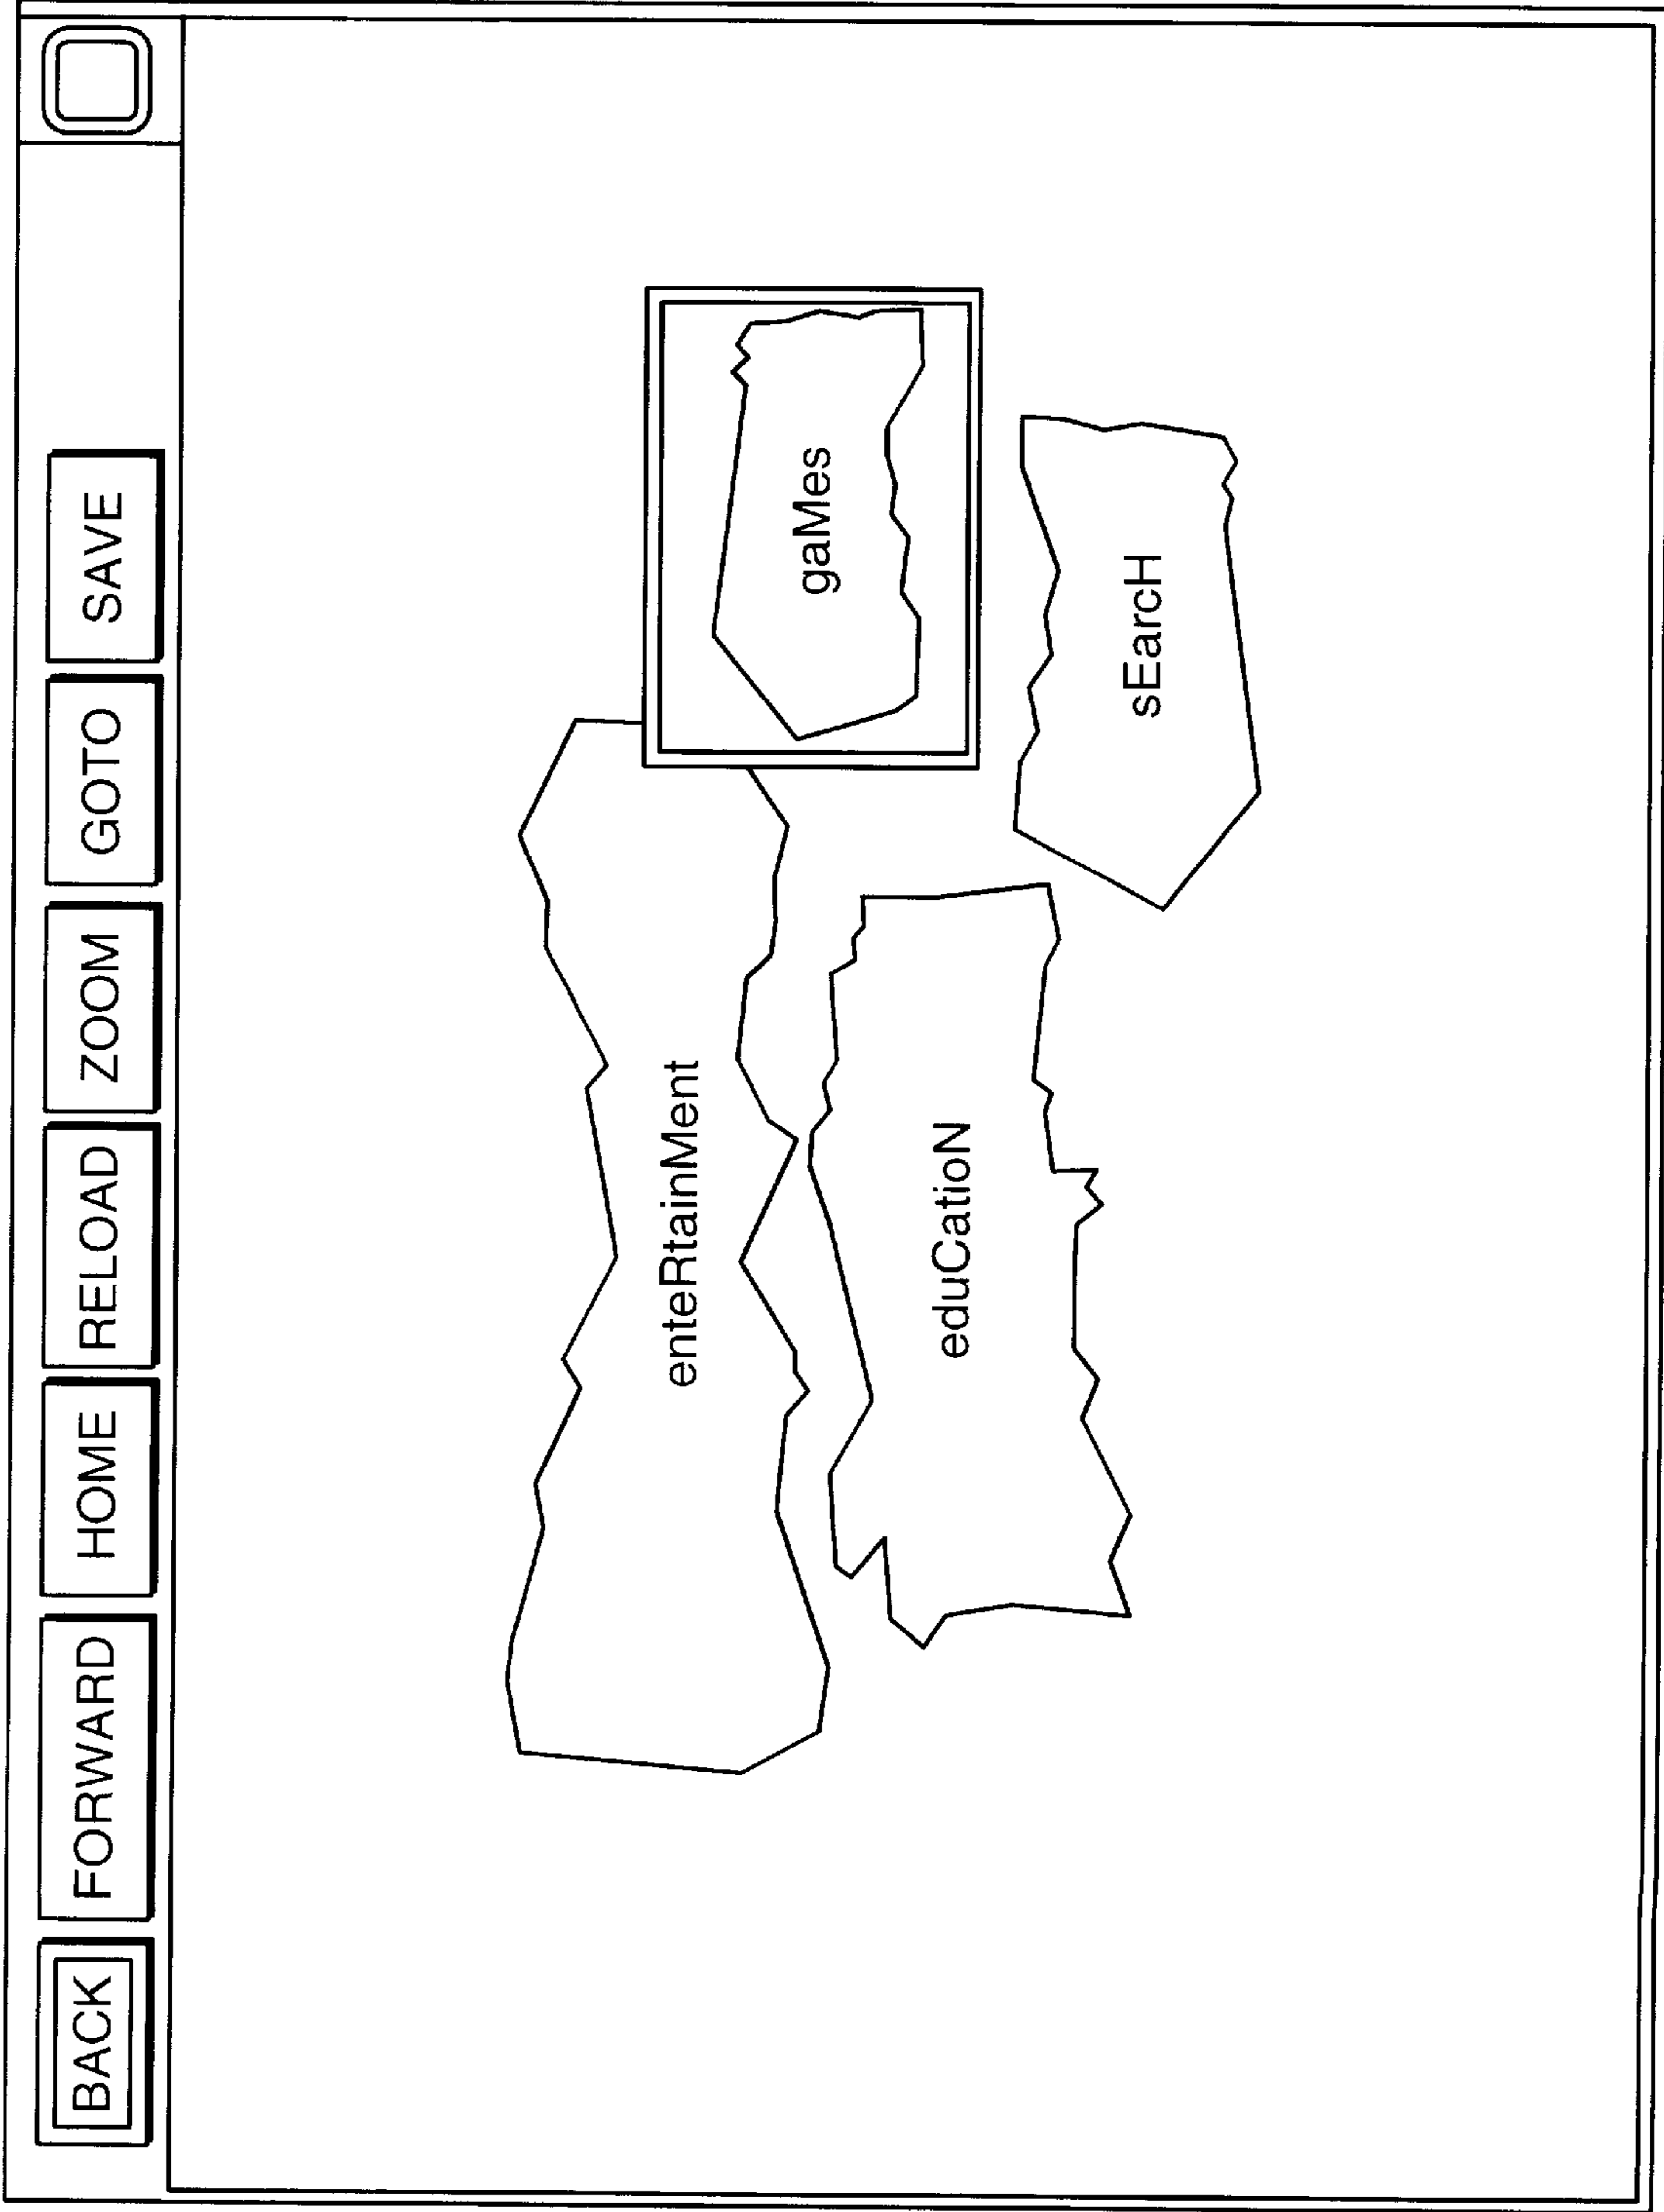 BACK FORWARD HOME RELOAD ZOOM GOTO SAVE
enteRtainMent
gaMes
eduCatioN
sEarcH